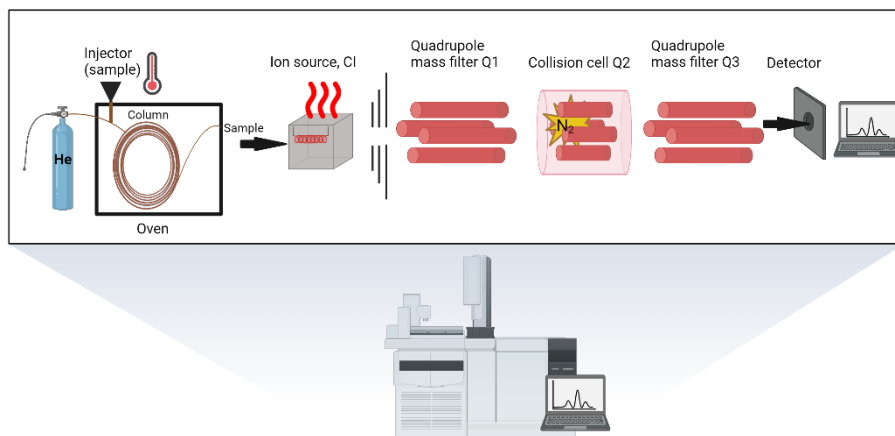 Injector
(sample)
Column
He
Oven
Sample
Ion source, CI
Quadrupole
mass filter Q1
Collision cell Q2
N2
Quadrupole
mass filter Q3
Detector